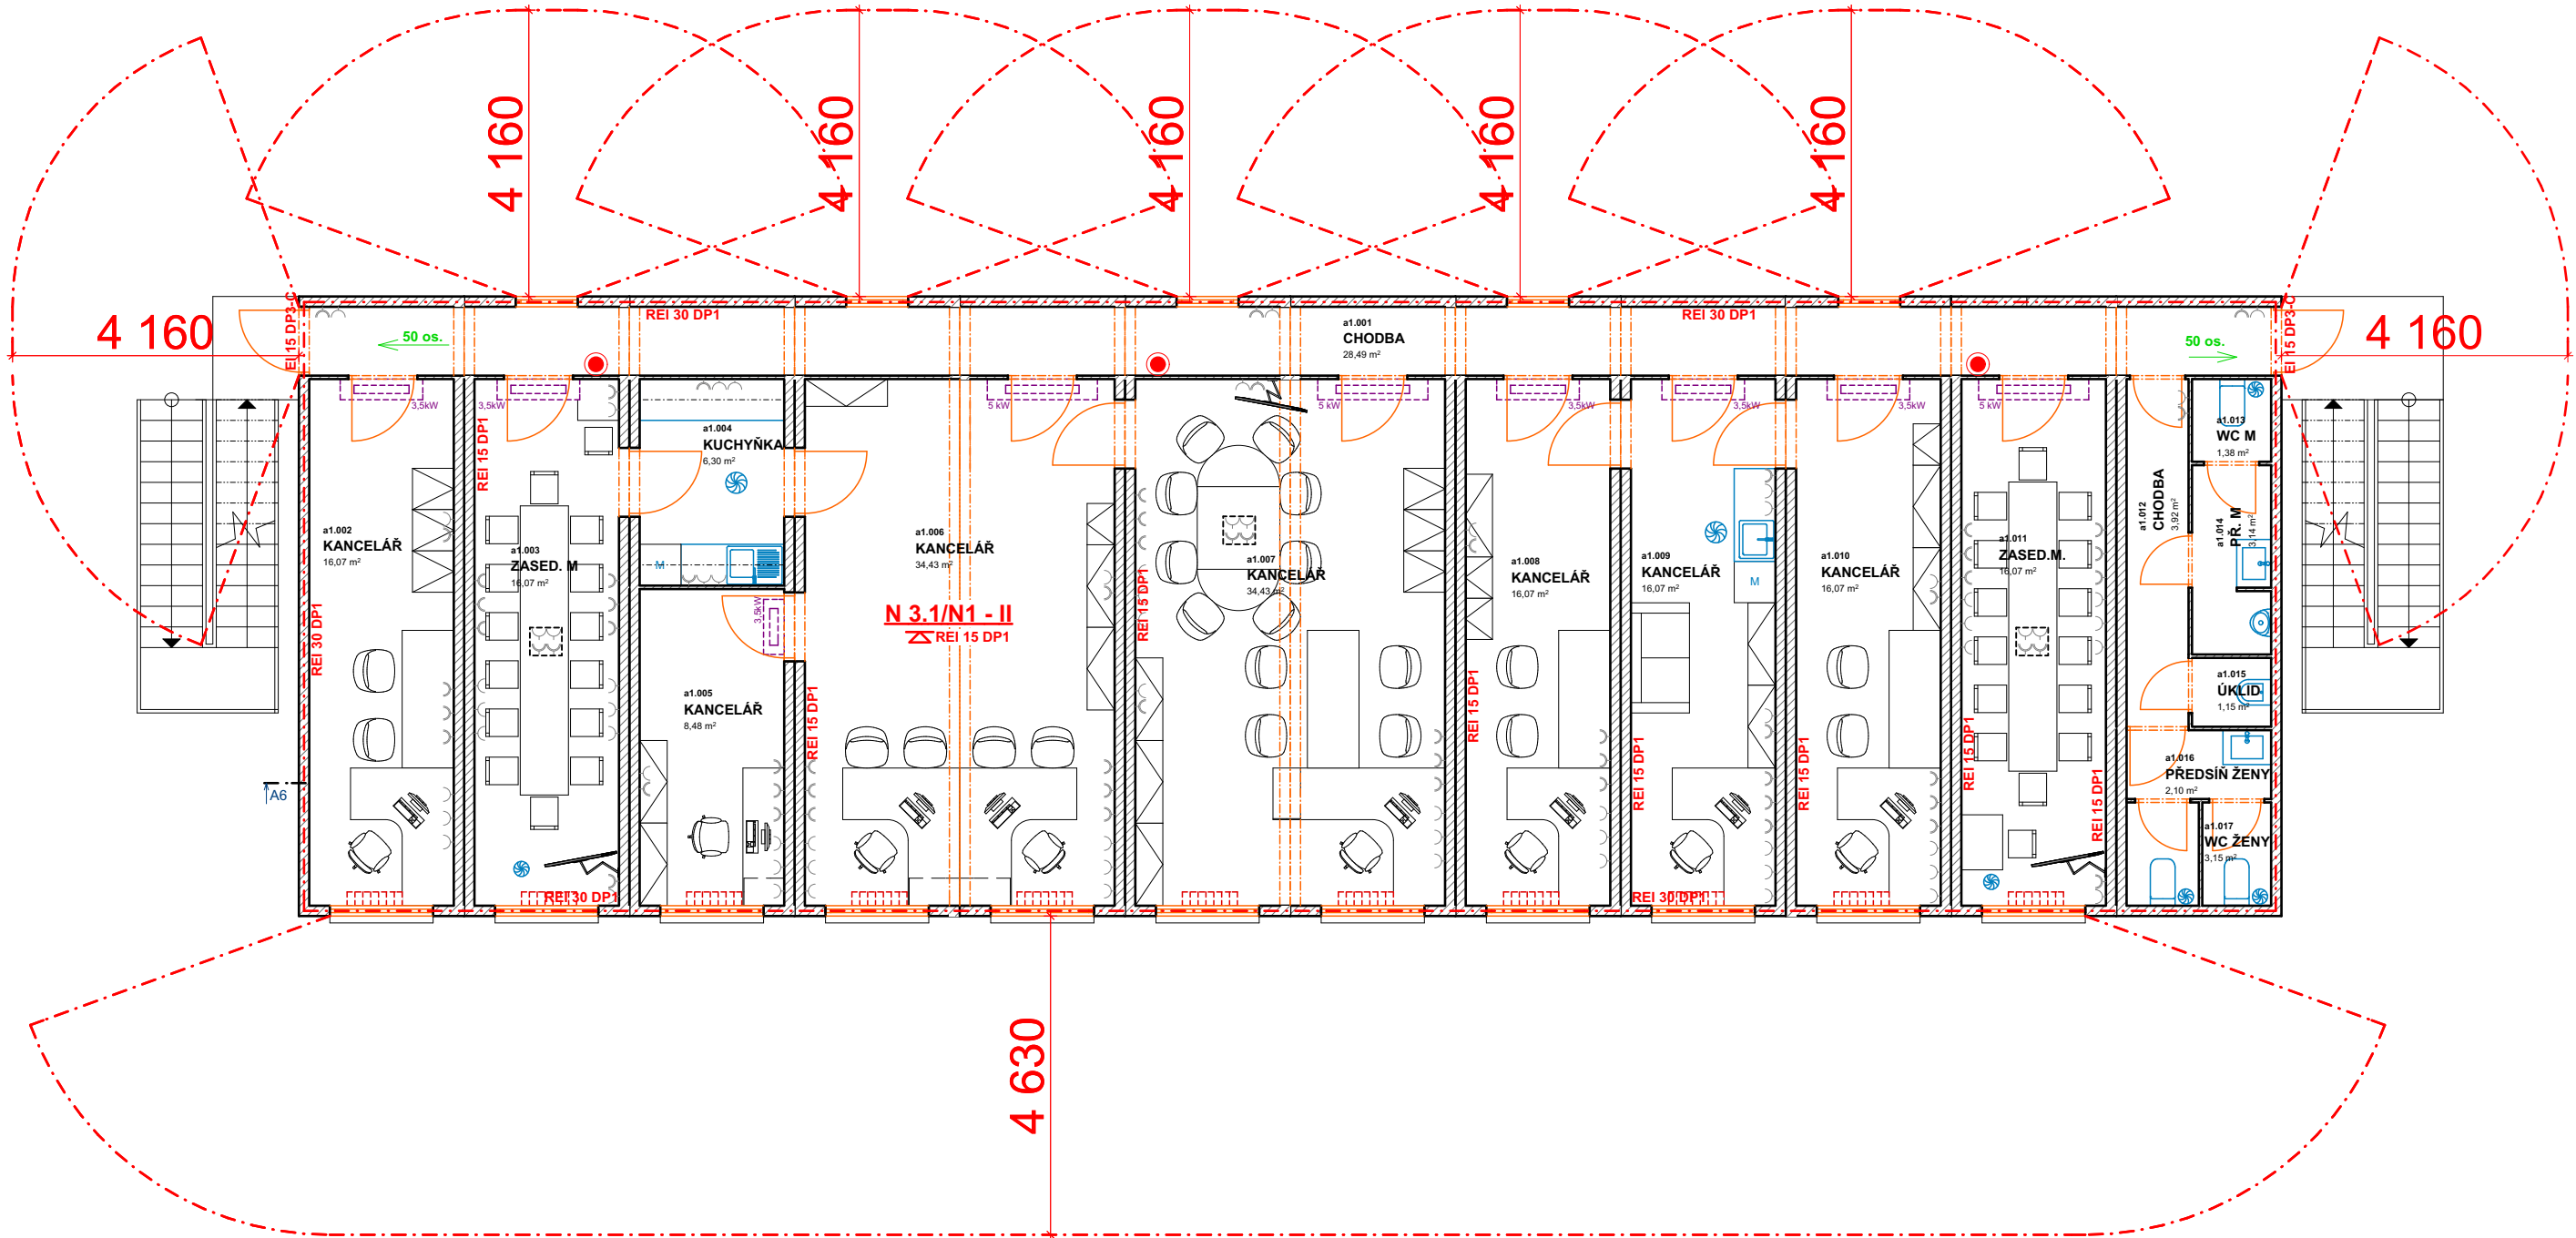 4 160
4 160
4 160
4 160
4 160
4 160
4 160
EI 15 DP3-C
EI 15 DP3-C
REI 30 DP1
REI 30 DP1
50 os.
50 os.
a1.001
CHODBA
28,49 m²
3,5kW
3,5kW
5 kW
5 kW
3,5kW
3,5kW
3,5kW
5 kW
a1.002
KANCELÁŘ
16,07 m²
REI 30 DP1
REI 15 DP1
a1.003
ZASED. M
16,07 m²
REI 30 DP1
a1.004
KUCHYŇKA
6,30 m²
M
3,5kW
a1.005
KANCELÁŘ
8,48 m²
REI 15 DP1
a1.006
KANCELÁŘ
34,43 m²
N 3.1/N1 - II
REI 15 DP1
REI 15 DP1
a1.007
KANCELÁŘ
34,43 m²
REI 15 DP1
a1.008
KANCELÁŘ
16,07 m²
REI 15 DP1
a1.009
KANCELÁŘ
16,07 m²
M
REI 30 DP1
REI 15 DP1
a1.010
KANCELÁŘ
16,07 m²
REI 15 DP1
a1.011
ZASED.M.
16,07 m²
REI 15 DP1
a1.012
CHODBA
3,92 m²
a1.013
WC M
1,38 m²
a1.014
PŘ. M
3,14 m²
a1.015
ÚKLID
1,15 m²
a1.016
PŘEDSÍŇ ŽENY
2,10 m²
a1.017
WC ŽENY
3,15 m²
A6
4 630